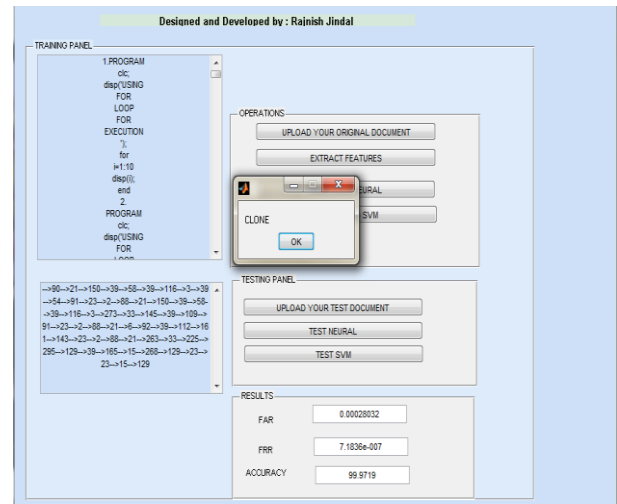 Designed and Developed by : Rajnish Jindal
TRAINING PANEL
1.PROGRAM
clc;
disp('USING
FOR
LOOP
FOR
EXECUTION
');
for
i=1:10
disp(i);
end
2.
PROGRAM
clc;
disp('USING
FOR
OPERATIONS
UPLOAD YOUR ORIGINAL DOCUMENT
EXTRACT FEATURES
SVM
CLONE
OK
-->90-->21-->150-->39-->58-->39-->116-->3-->39
-->54-->91-->23-->2-->88-->21-->150-->39-->58-
->39-->116-->3-->273-->33-->145-->39-->109-->
91-->23-->2-->88-->21-->6-->92-->39-->112-->16
1-->143-->23-->2-->88-->21-->263-->33-->225-->
295-->129-->39-->165-->15-->268-->129-->23-->
23-->15-->129
TESTING PANEL
UPLOAD YOUR TEST DOCUMENT
TEST NEURAL
TEST SVM
RESULTS
FAR 0.00028032
FRR 7.1836e-007
ACCURACY 99.9719